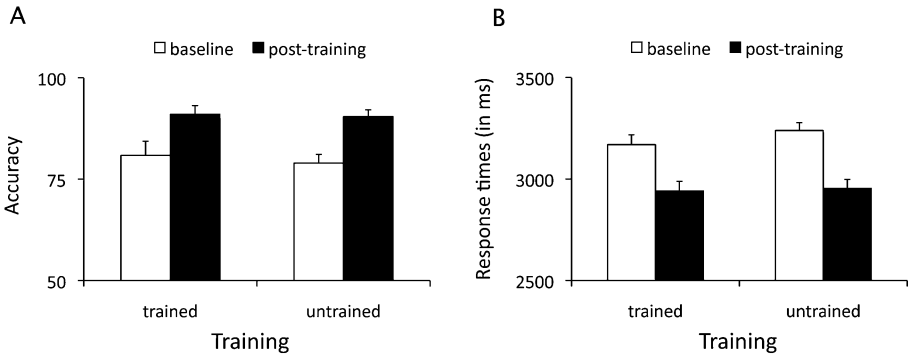 A
baseline post-training
100
75
50
Accuracy
trained untrained
Training
B
baseline post-training
3500
3000
2500
Response times (in ms)
trained untrained
Training